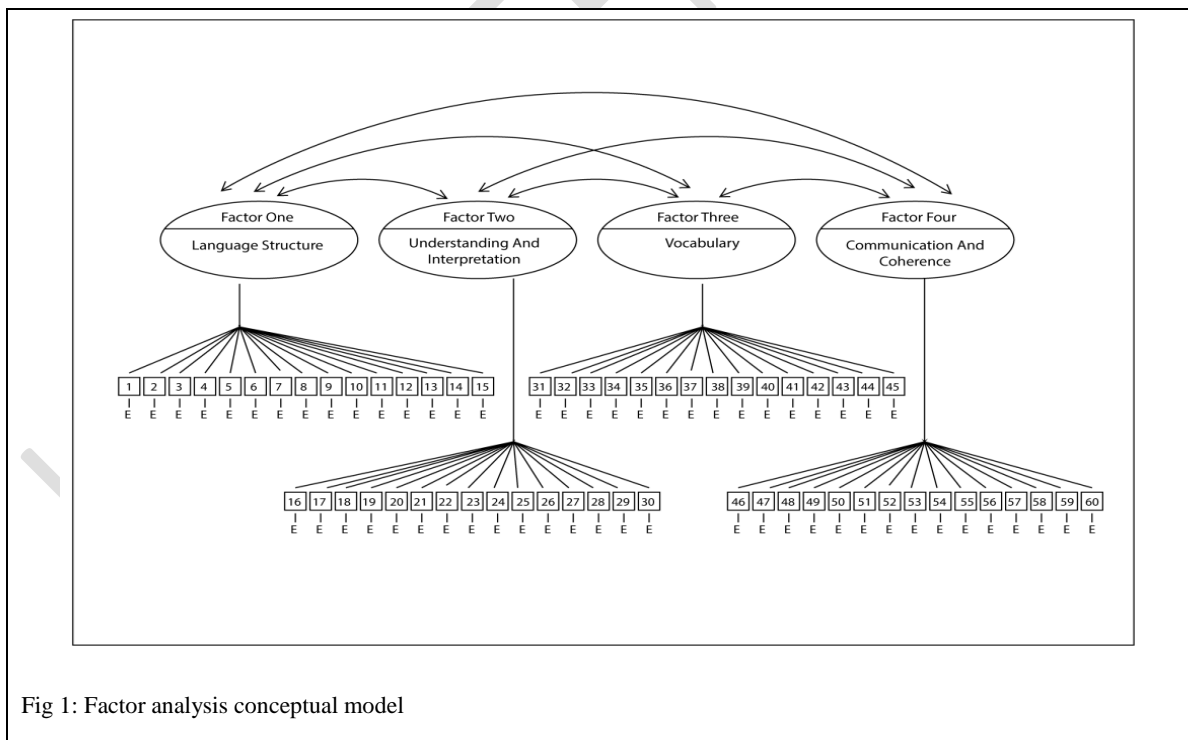 Factor One
Language Structure
Factor Two
Understanding And
Interpretation
Factor Three
Vocabulary
Factor Four
Communication And
Coherence
1 2 3 4 5 6 7 8 9 10 11 12 13 14 15
E E E E E E E E E E E E E E E
31 32 33 34 35 36 37 38 39 40 41 42 43 44 45
E E E E E E E E E E E E E E E
16 17 18 19 20 21 22 23 24 25 26 27 28 29 30
E E E E E E E E E E E E E E E
46 47 48 49 50 51 52 53 54 55 56 57 58 59 60
E E E E E E E E E E E E E E E
Fig 1: Factor analysis conceptual model